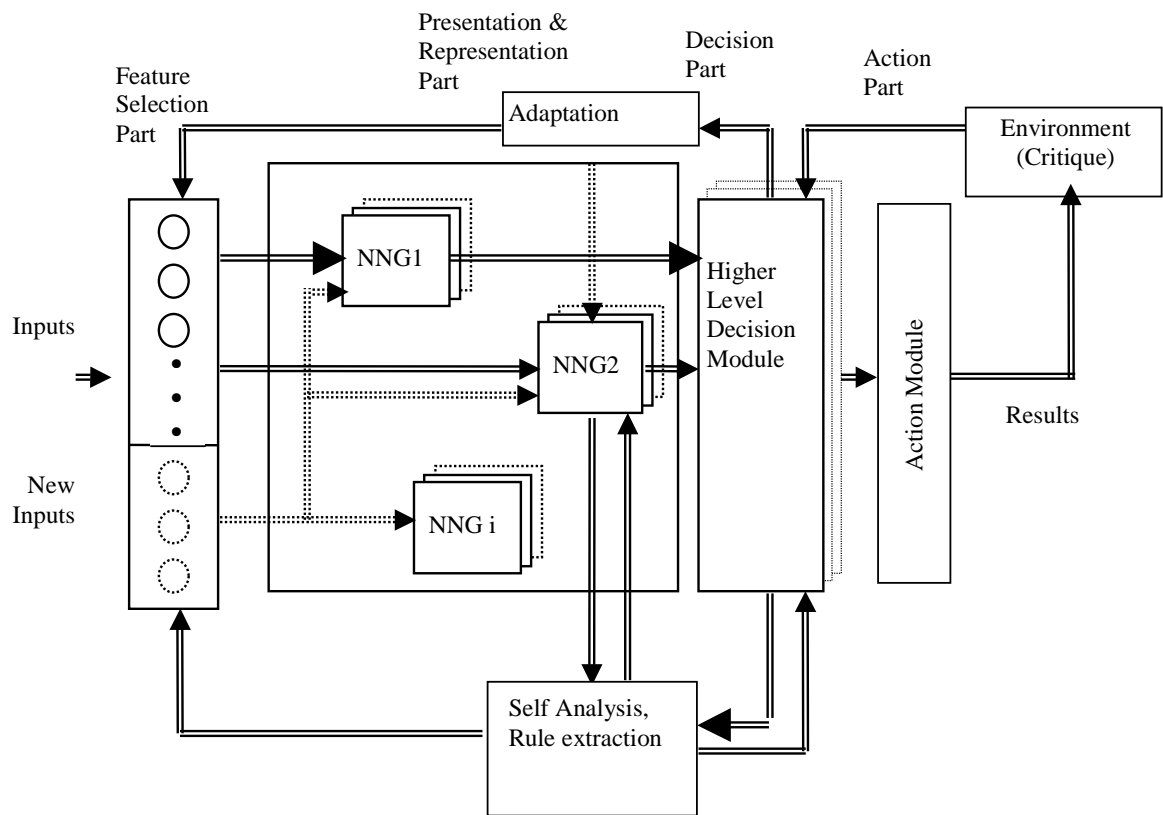 Presentation &
Representation
Part
Decision
Part
Action
Part
Feature
Selection
Part
Adaptation
Environment
(Critique)
NNG1
Higher
Level
Decision
Module
Inputs
NNG2
Action Module
Results
New
Inputs
NNG i
Self Analysis,
Rule extraction